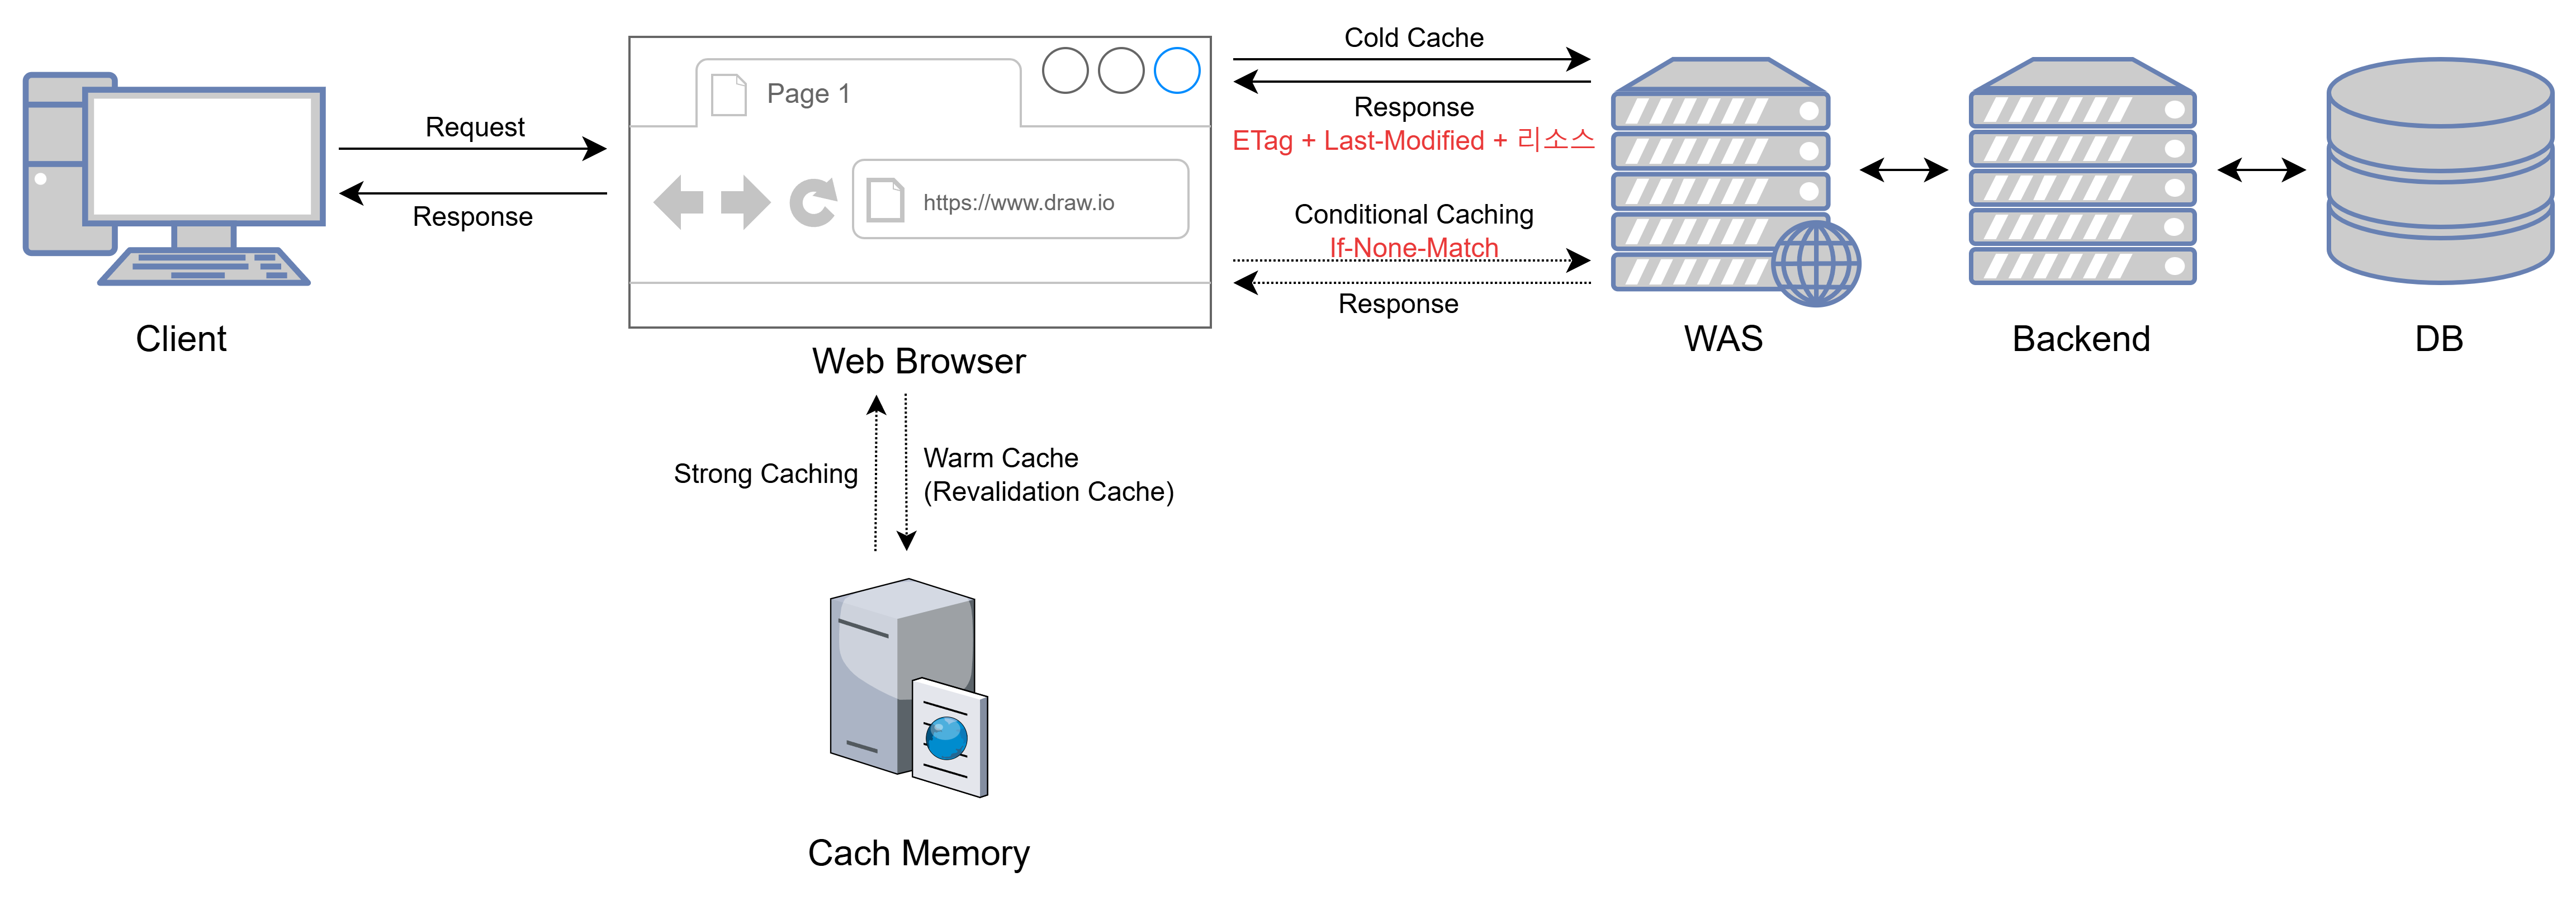 Cold Cache
Page 1
Response
ETag + Last-Modified + 리소스
Request
Response
https://www.draw.io
Conditional Caching
If-None-Match
Response
Client
Web Browser
WAS
Backend
DB
Strong Caching
Warm Cache
(Revalidation Cache)
Cach Memory